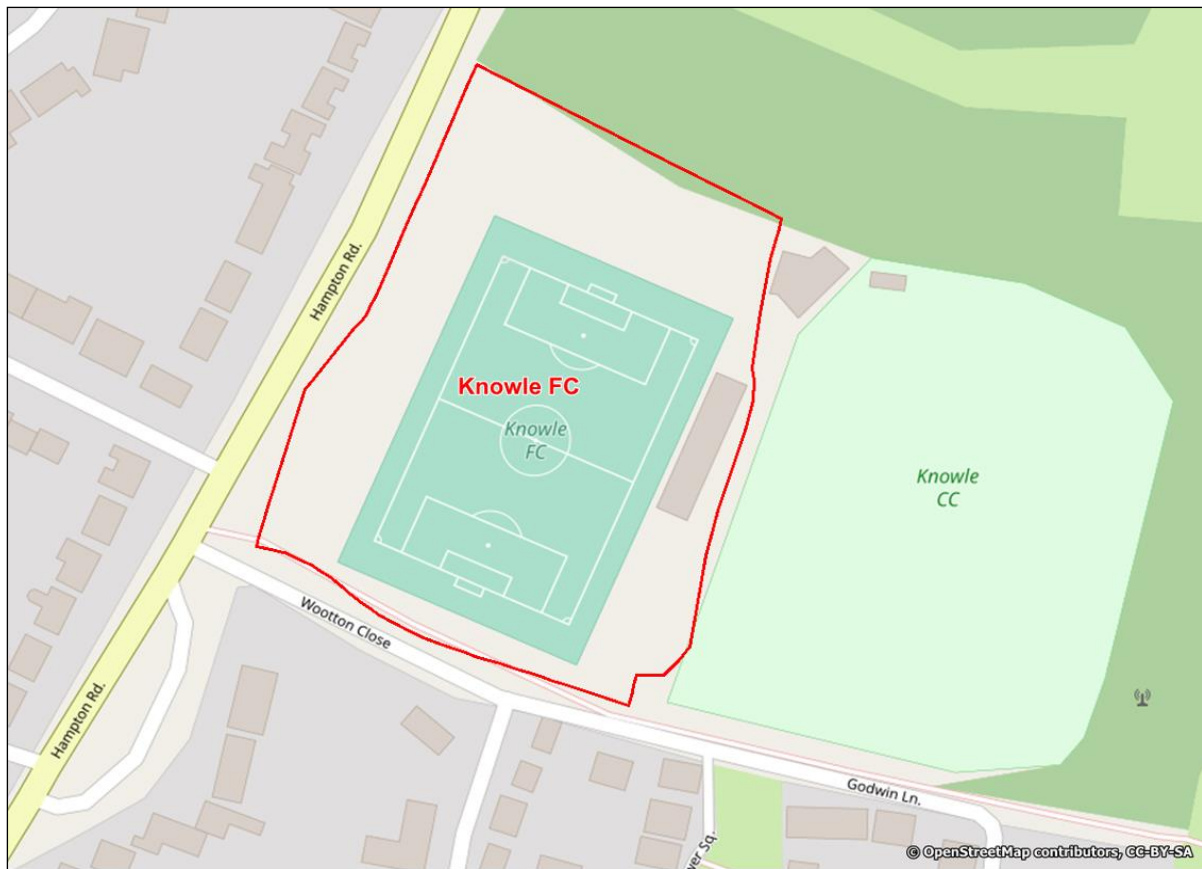 Hampton Rd.
Knowle FC
Knowle
FC
Knowle
CC
Wootton Close
Hampton Rd.
Godwin Ln.
Sq.
© OpenStreetMap contributors, CC-BY-SA